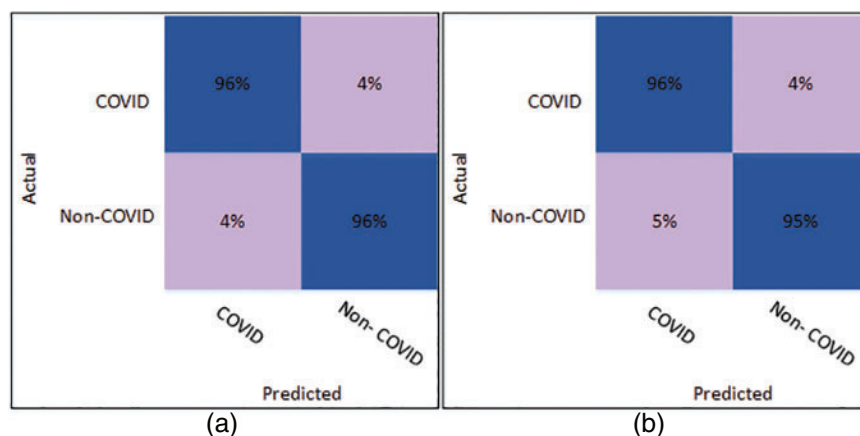 96% 4%
COVID
Actual
Non-COVID
4% 96%
COVID
Non- COVID
Predicted
(a)
96% 4%
COVID
Actual
Non-COVID
5% 95%
COVID
Non- COVID
Predicted
(b)